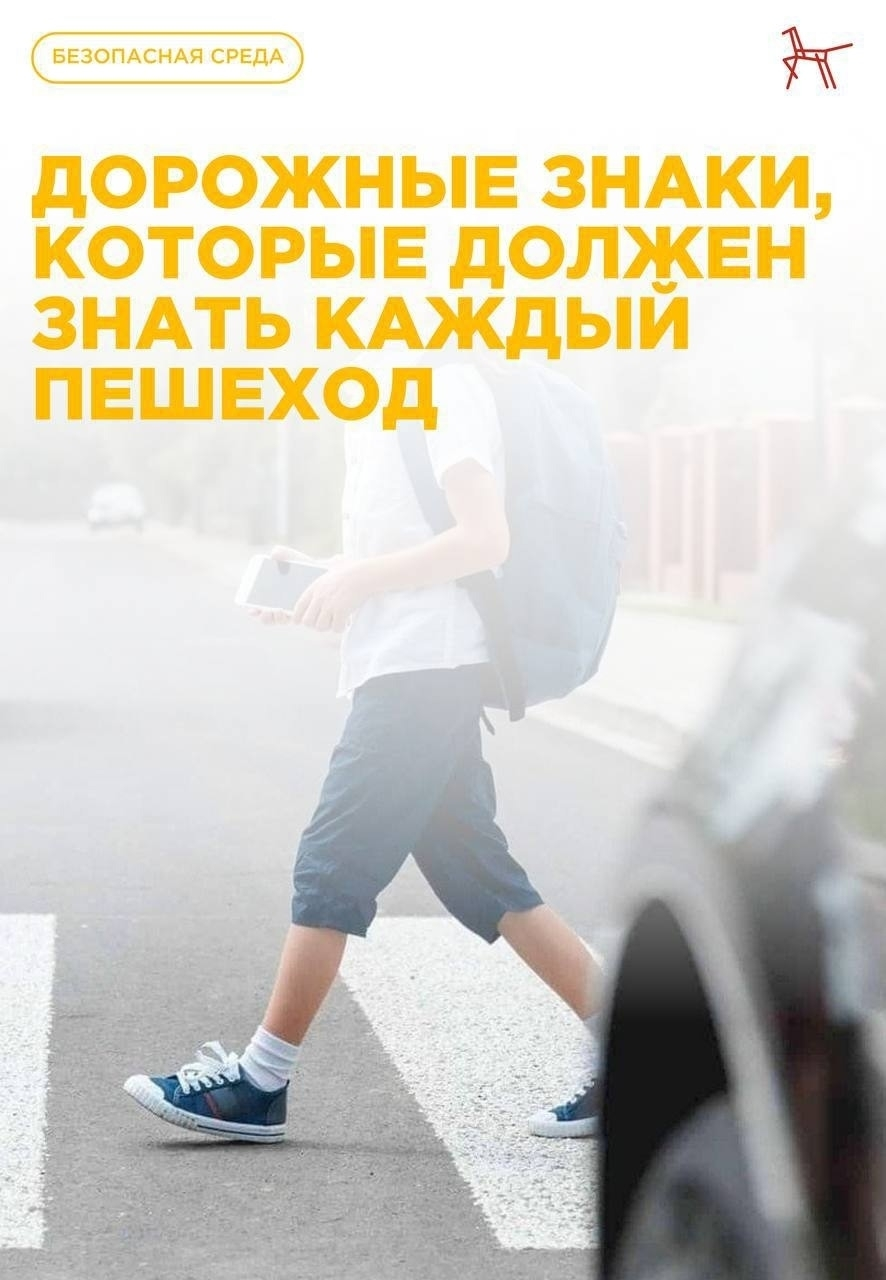 БЕЗОПАСНАЯ СРЕДА
ДОРОЖНЫЕ ЗНАКИ,
КОТОРЫЕ ДОЛЖЕН
ЗНАТЬ КАЖДЫЙ
ПЕШЕХОД